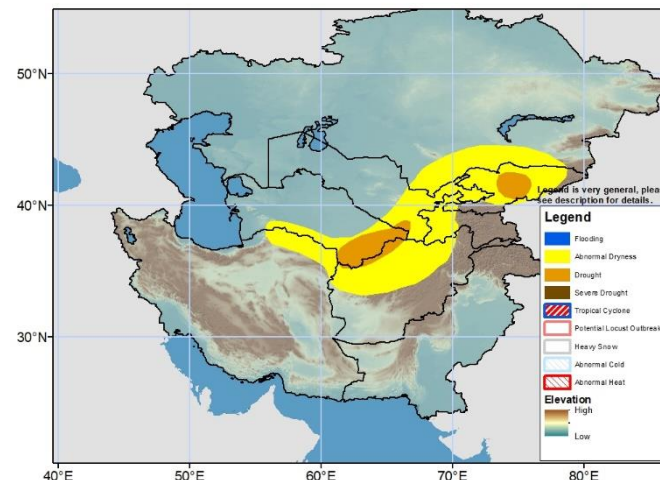 50°N
40°N
30°N
Legend is very general, plea
see description for details.
Legend
Flooding
Abnormal Dryness
Drought
Severe Drought
Tropical Cyclone
Potential Locust Outbreak
Heavy Snow
Abnormal Cold
Abnormal Heat
Elevation
High
Low
40°E 50°E 60°E 70°E 80°E